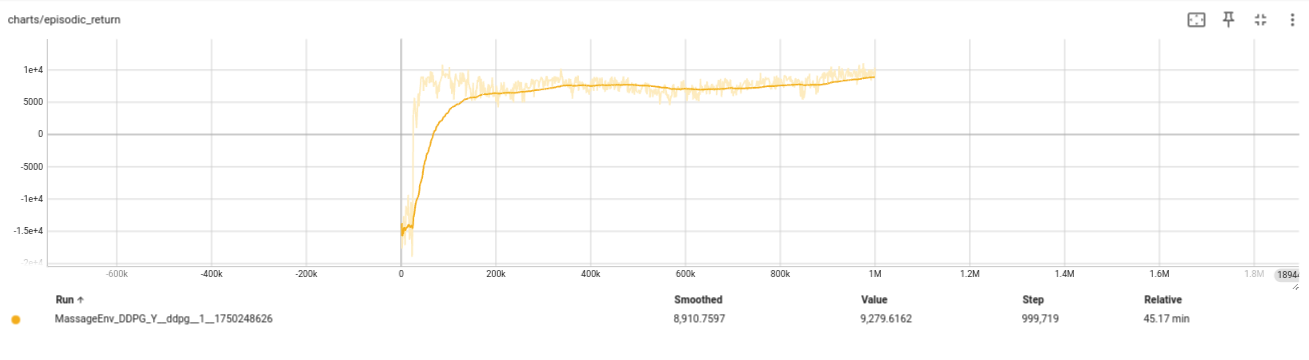 charts/episodic_return
1e+4
5000
0
-5000
-1e+4
-1.5e+4
-2e+4
-600k -400k -200k 0 200k 400k 600k 800k 1M 1.2M 1.4M 1.6M 1.8M
Run ↑ Smoothed Value Step Relative
MassageEnv_DDPG_Y__ddpg__1__1750248626 8,910.7597 9,279.6162 999,719 45.17 min